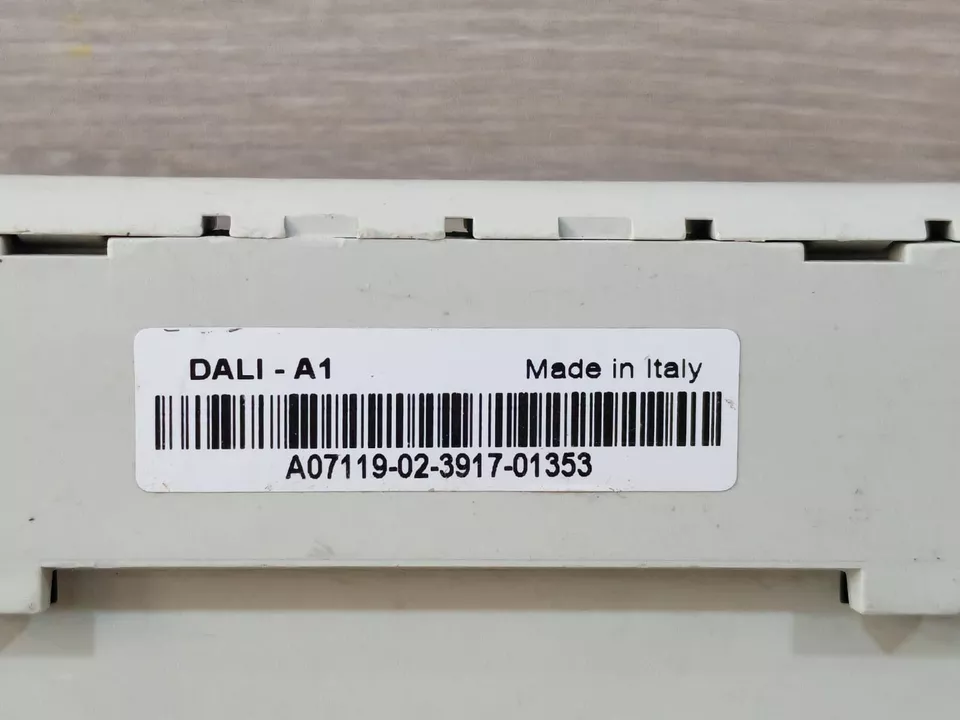 DALI - A1 Made in Italy
A07119-02-3917-01353